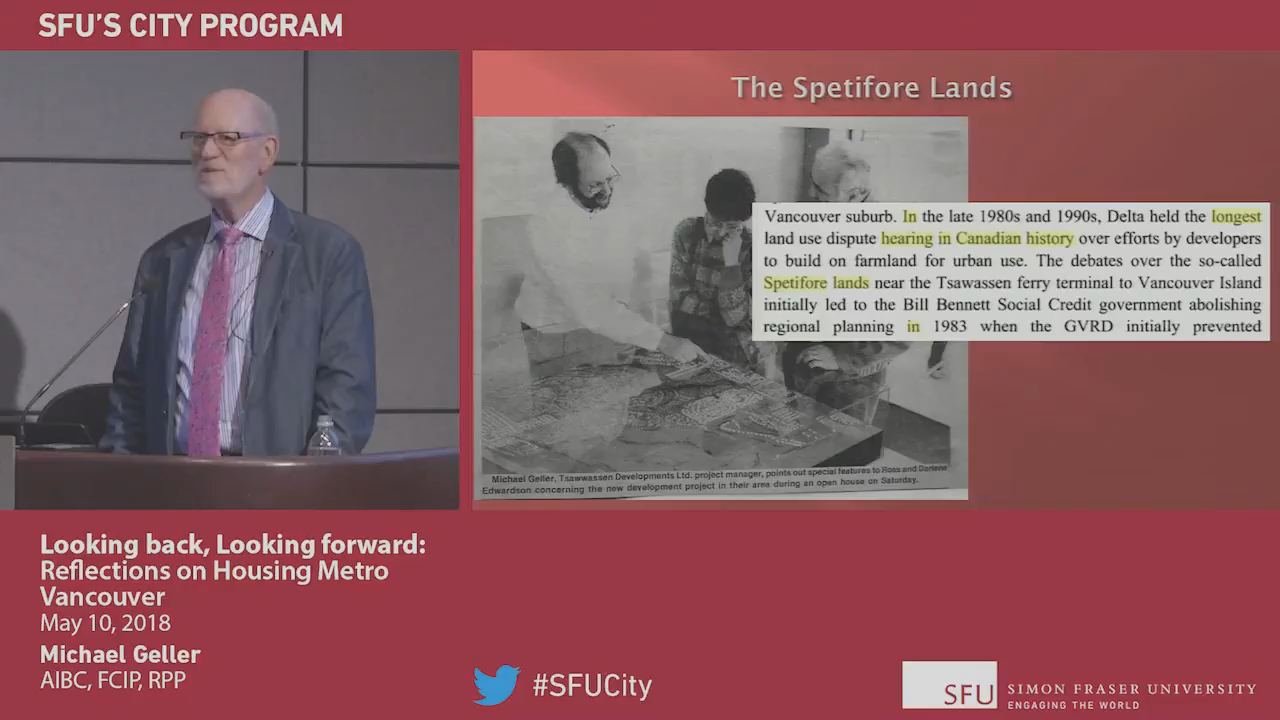 SFU'S CITY PROGRAM
The Spetifore Lands
Vancouver suburb. In the late 1980s and 1990s, Delta held the longest
land use dispute hearing in Canadian history over efforts by developers
to build on farmland for urban use. The debates over the so-called
Spetifore lands near the Tsawassen ferry terminal to Vancouver Island
initially led to the Bill Bennett Social Credit government abolishing
regional planning in 1983 when the GVRD initially prevented
Michael Geller, Tsawwassen Developments Ltd. project manager, points out special features to Ross and Darlene
Edwardson concerning the new development project in their area during an open house on Saturday.
Looking back, Looking forward:
Reflections on Housing Metro
Vancouver
May 10, 2018
Michael Geller
AIBC, FCIP, RPP
#SFUCity
SFU
SIMON FRASER UNIVERSITY
ENGAGING THE WORLD